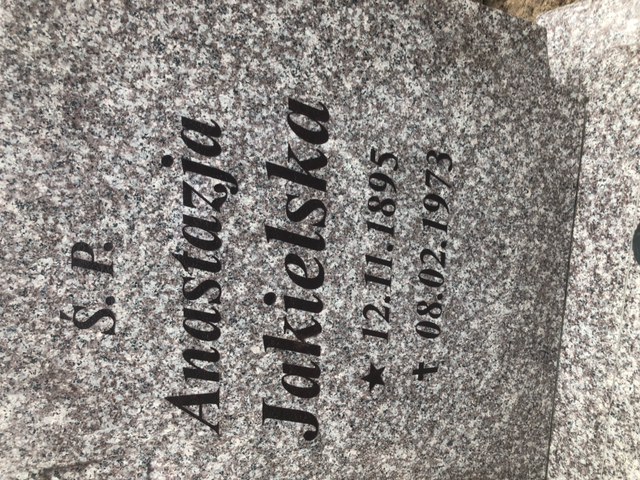 Ś. P.
Anastazja
Jakielska
★ 12.11.1895
✝ 08.02.1973